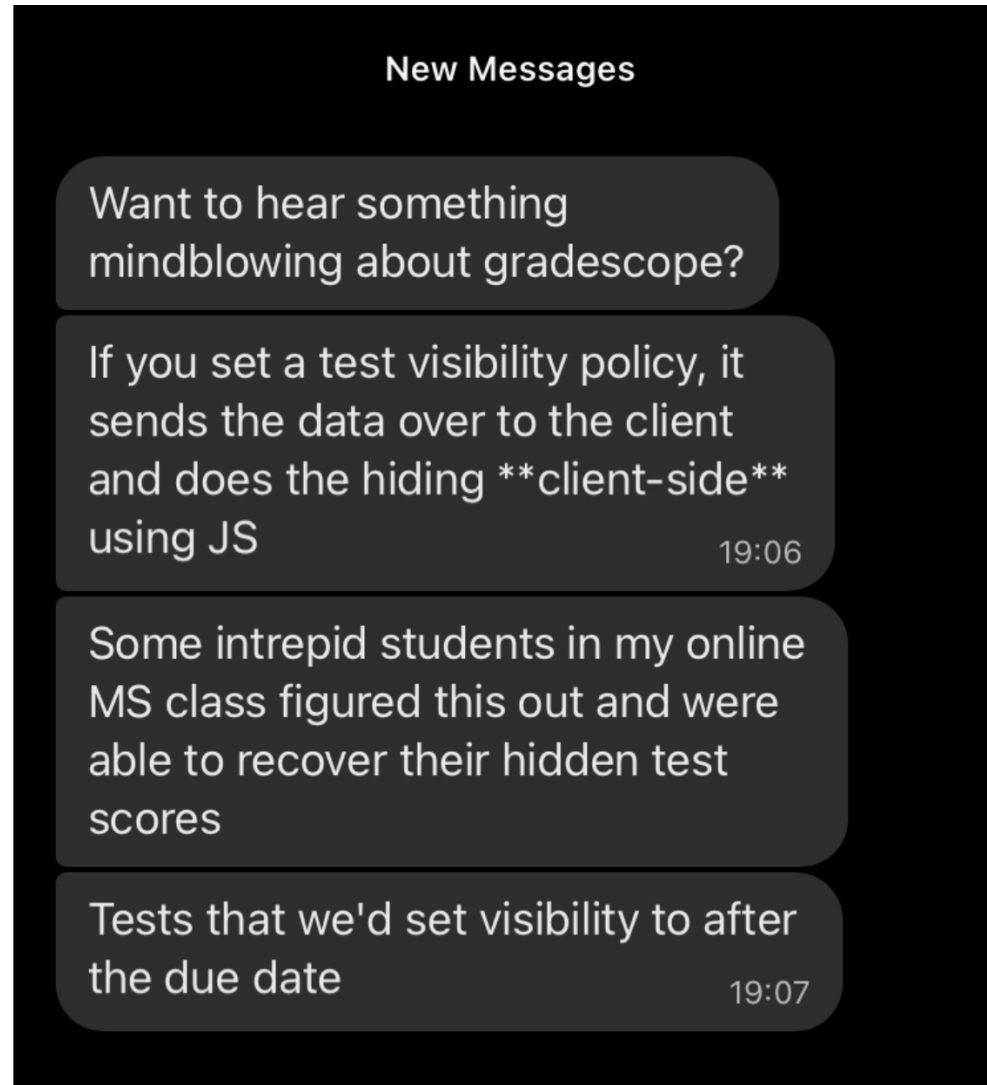 New Messages
Want to hear something
mindblowing about gradescope?
If you set a test visibility policy, it
sends the data over to the client
and does the hiding **client-side**
using JS
19:06
Some intrepid students in my online
MS class figured this out and were
able to recover their hidden test
scores
Tests that we'd set visibility to after
the due date
19:07